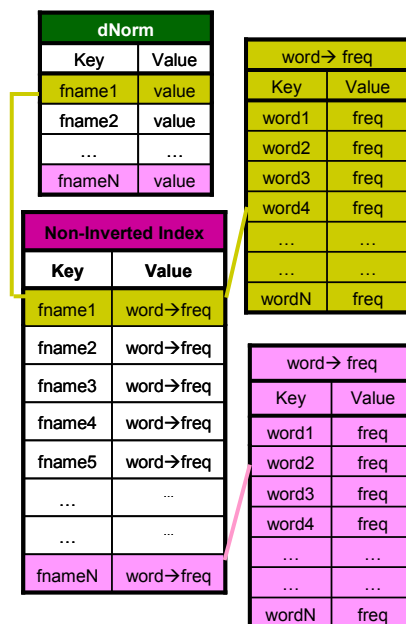 dNorm
Key Value
fname1 value
fname2 value
... ...
fnameN value
Non-Inverted Index
Key Value
fname1 word→freq
fname2 word→freq
fname3 word→freq
fname4 word→freq
fname5 word→freq
... ...
... ...
fnameN word→freq
word→ freq
Key Value
word1 freq
word2 freq
word3 freq
word4 freq
... ...
... ...
wordN freq
word→ freq
Key Value
word1 freq
word2 freq
word3 freq
word4 freq
... ...
... ...
wordN freq